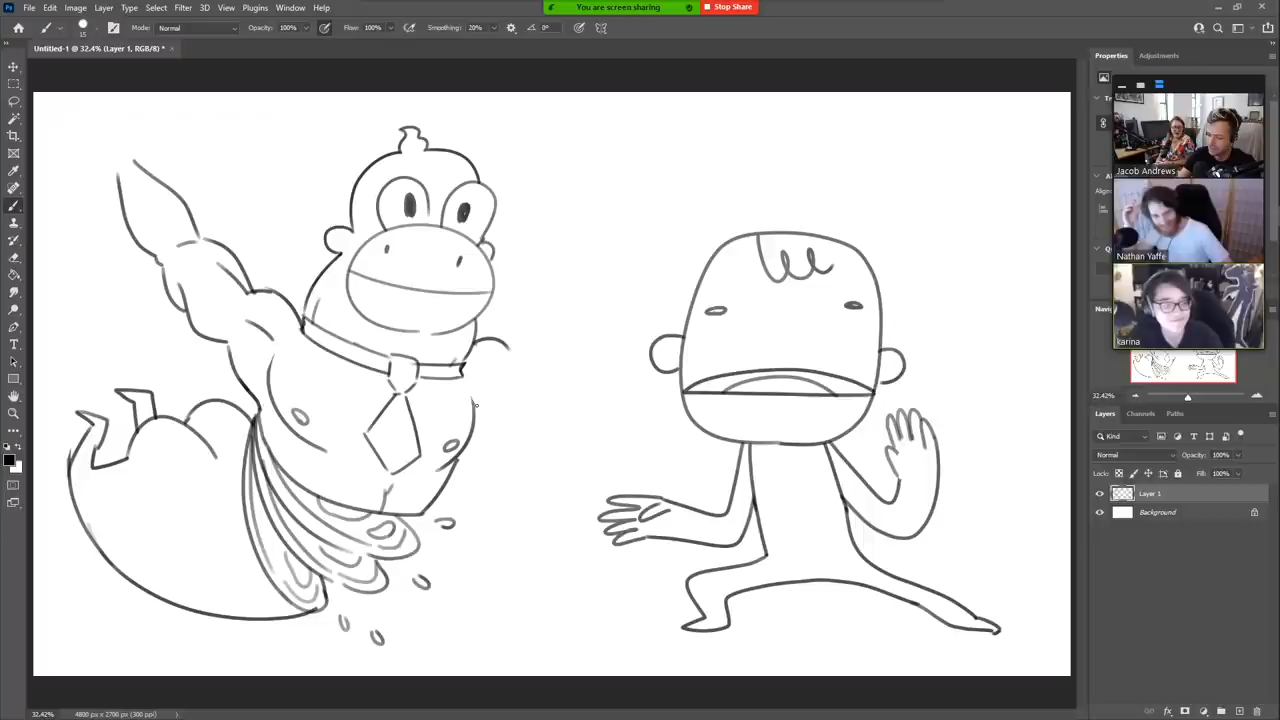 You are screen sharing Stop Share
Ps File Edit Image Layer Type Select Filter 3D View Plugins Window Help
15 Mode: Normal Opacity: 100% Flow: 100% Smoothing: 20% 0°
Untitled-1 @ 32.4% (Layer 1, RGB/8) * ×
Properties Adjustments
Jacob Andrews
Nathan Yaffe
karina
32.42%
Layers Channels Paths
Kind
Normal Opacity: 100%
Lock: Fill: 100%
Layer 1
Background
32.42% 4800 px x 2700 px (300 ppi)